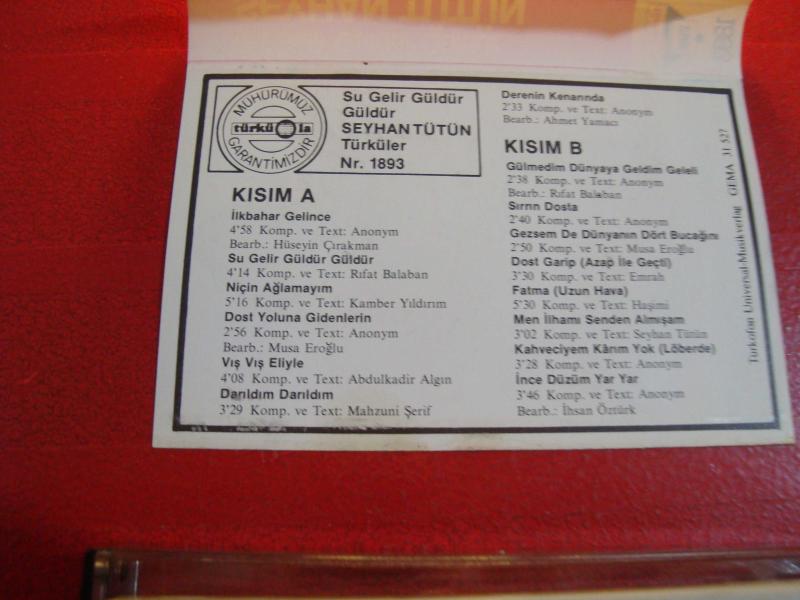 SEYHAN TÜTÜN
MÜHÜRÜMÜZ
türküola
GARANTİMİZDİR
Su Gelir Güldür
Güldür
SEYHAN TÜTÜN
Türküler
Nr. 1893
KISIM A
İlkbahar Gelince
4'58 Komp. ve Text: Anonym
Bearb.: Hüseyin Çırakman
Su Gelir Güldür Güldür
4'14 Komp. ve Text: Rıfat Balaban
Niçin Ağlamayım
5'16 Komp. ve Text: Kamber Yıldırım
Dost Yoluna Gidenlerin
2'56 Komp. ve Text: Anonym
Bearb.: Musa Eroğlu
Vış Vış Eliyle
4'08 Komp. ve Text: Abdulkadir Algın
Darıldım Darıldım
3'29 Komp. ve Text: Mahzuni Şerif
Derenin Kenarında
2'33 Komp. ve Text: Anonym
Bearb.: Ahmet Yamacı
KISIM B
Gülmedim Dünyaya Geldim Geleli
2'38 Komp. ve Text: Anonym
Bearb.: Rıfat Balaban
Sırrın Dosta
2'40 Komp. ve Text: Anonym
Gezsem De Dünyanın Dört Bucağını
2'50 Komp. ve Text: Musa Eroğlu
Dost Garip (Azap İle Geçti)
3'30 Komp. ve Text: Emrah
Fatma (Uzun Hava)
5'30 Komp. ve Text: Haşimi
Men İlhamı Senden Almışam
3'02 Komp. ve Text: Seyhan Tütün
Kahveciyem Kârım Yok (Löberde)
3'28 Komp. ve Text: Anonym
İnce Düzüm Yar Yar
3'46 Komp. ve Text: Anonym
Bearb.: İhsan Öztürk
Türkofon Universal-Musikverlag GEMA 31 527